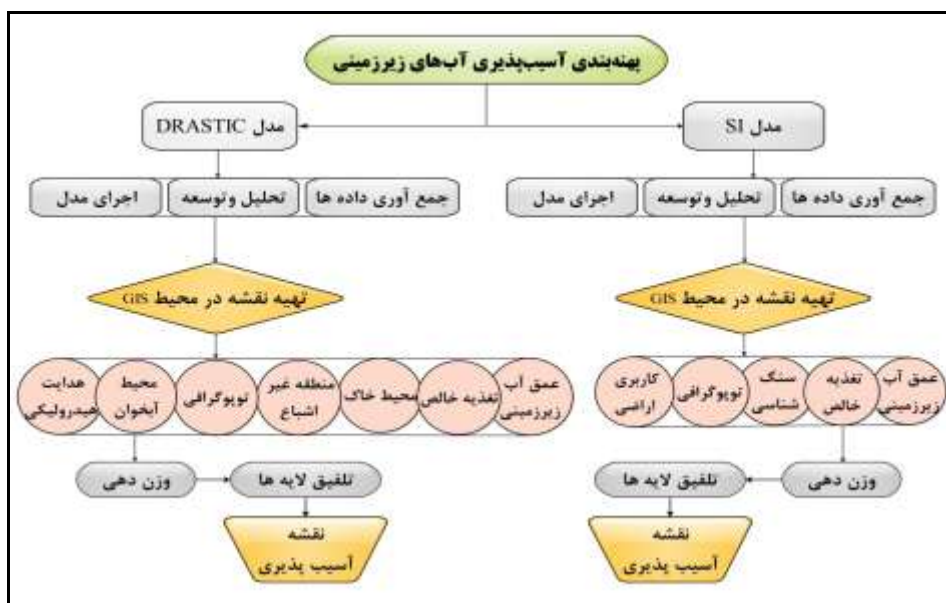 پهنه‌بندی آسیب‌پذیری آب‌های زیرزمینی
مدل SI
مدل DRASTIC
جمع آوری داده ها
تحلیل وتوسعه
اجرای مدل
جمع آوری داده ها
تحلیل وتوسعه
اجرای مدل
تهیه نقشه در محیط GIS
تهیه نقشه در محیط GIS
عمق آب
زیرزمینی
تغذیه
خالص
سنگ
شناسی
توپوگرافی
کاربری
اراضی
عمق آب
زیرزمینی
تغذیه خالص
محیط خاک
منطقه غیر
اشباع
توپوگرافی
محیط
آبخوان
هدایت
هیدرولیکی
وزن دهی
تلفیق لایه ها
تلفیق لایه ها
وزن دهی
نقشه
آسیب پذیری
نقشه
آسیب پذیری